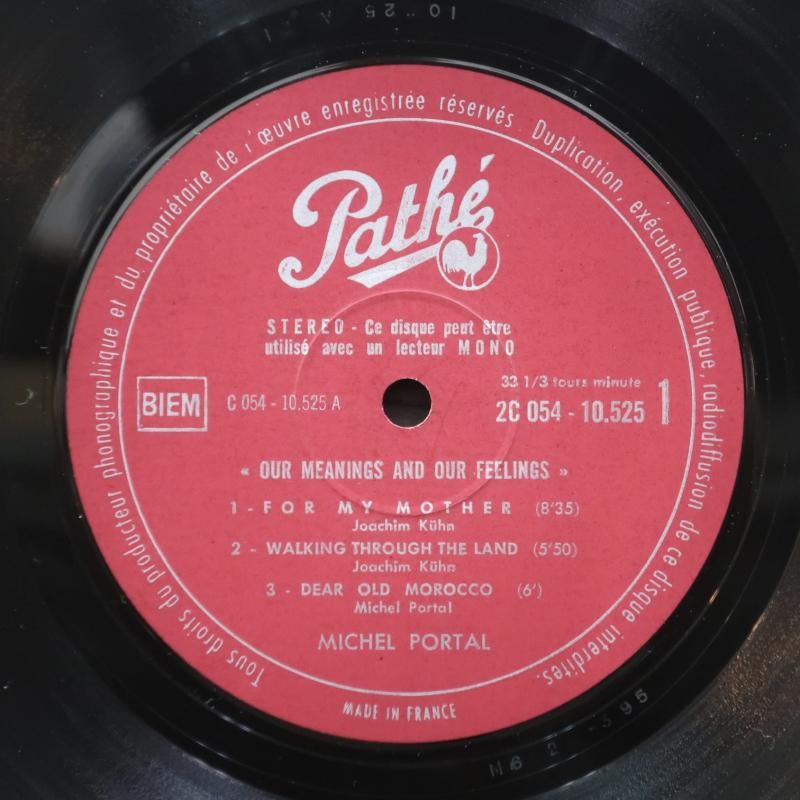 Tous droits du producteur phonographique et du propriétaire de l'œuvre enregistrée réservés. Duplication, exécution publique, radiodiffusion de ce disque interdites.
Pathé
STEREO - Ce disque peut être
utilisé avec un lecteur MONO
BIEM
C 054 - 10.525 A
33 1/3 tours minute
2C 054 - 10.525
1
« OUR MEANINGS AND OUR FEELINGS »
1 - FOR MY MOTHER (8'35)
Joachim Kühn
2 - WALKING THROUGH THE LAND (5'50)
Joachim Kühn
3 - DEAR OLD MOROCCO (6')
Michel Portal
MICHEL PORTAL
MADE IN FRANCE